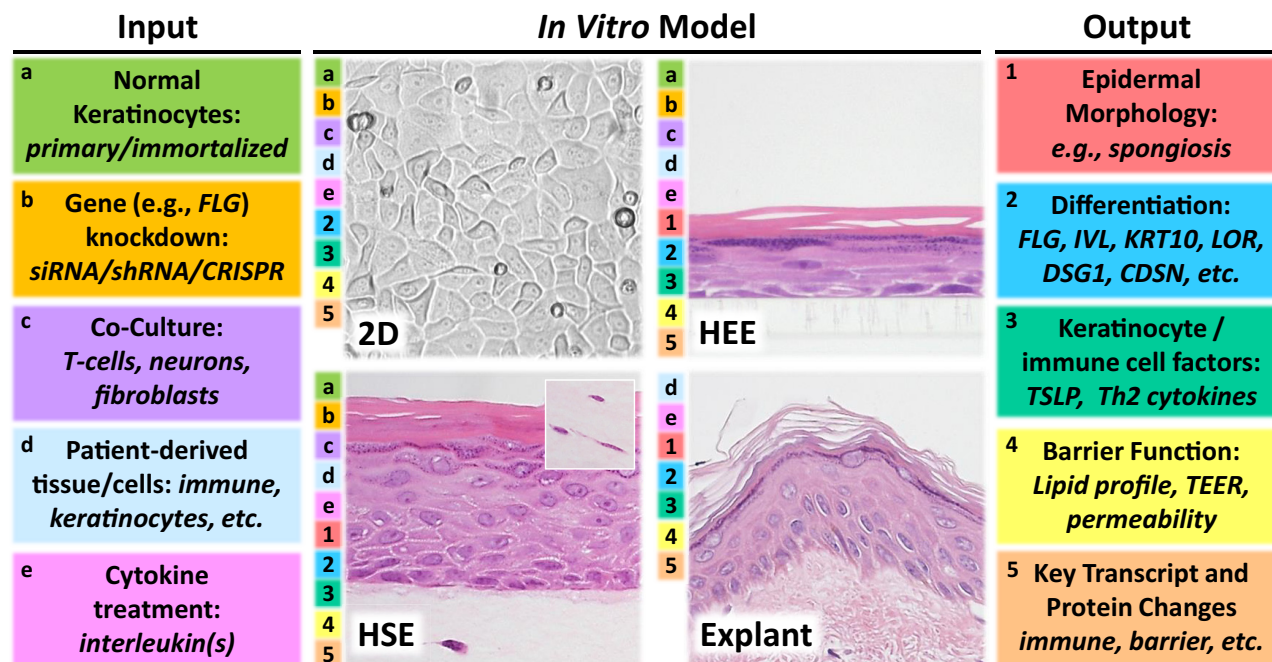 Input
a
Normal
Keratinocytes:
primary/immortalized
b
Gene (e.g., FLG)
knockdown:
siRNA/shRNA/CRISPR
c
Co-Culture:
T-cells, neurons,
fibroblasts
d
Patient-derived
tissue/cells: immune,
keratinocytes, etc.
e
Cytokine
treatment:
interleukin(s)
In Vitro Model
a
b
c
d
e
2
3
4
5
2D
a
b
c
d
e
1
2
3
4
5
HEE
a
b
c
d
e
1
2
3
4
5
HSE
d
e
1
2
3
4
5
Explant
Output
1
Epidermal
Morphology:
e.g., spongiosis
2
Differentiation:
FLG, IVL, KRT10, LOR,
DSG1, CDSN, etc.
3
Keratinocyte /
immune cell factors:
TSLP, Th2 cytokines
4
Barrier Function:
Lipid profile, TEER,
permeability
5
Key Transcript and
Protein Changes
immune, barrier, etc.